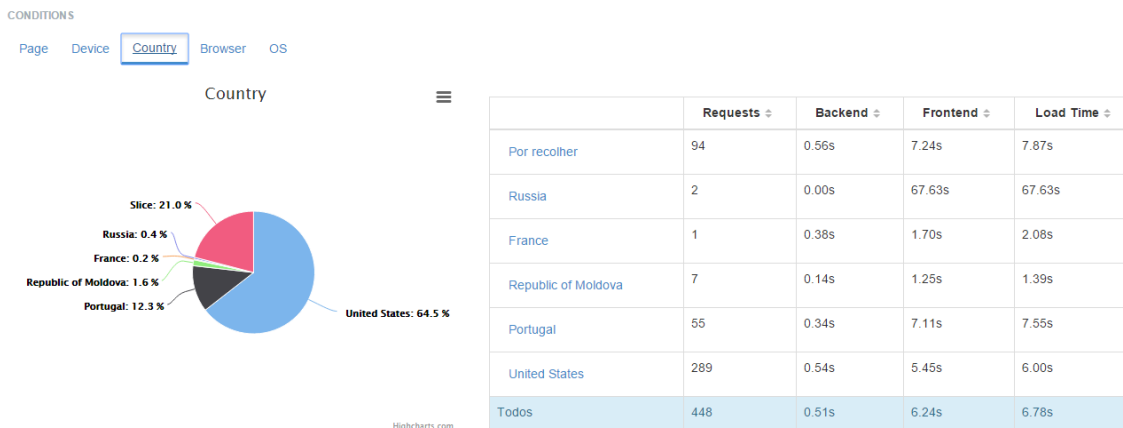 CONDITIONS
Page Device Country Browser OS
Country
Slice: 21.0 %
Russia: 0.4 %
France: 0.2 %
Republic of Moldova: 1.6 %
Portugal: 12.3 %
United States: 64.5 %
Highcharts.com
Requests Backend Frontend Load Time
Por recolher 94 0.56s 7.24s 7.87s
Russia 2 0.00s 67.63s 67.63s
France 1 0.38s 1.70s 2.08s
Republic of Moldova 7 0.14s 1.25s 1.39s
Portugal 55 0.34s 7.11s 7.55s
United States 289 0.54s 5.45s 6.00s
Todos 448 0.51s 6.24s 6.78s